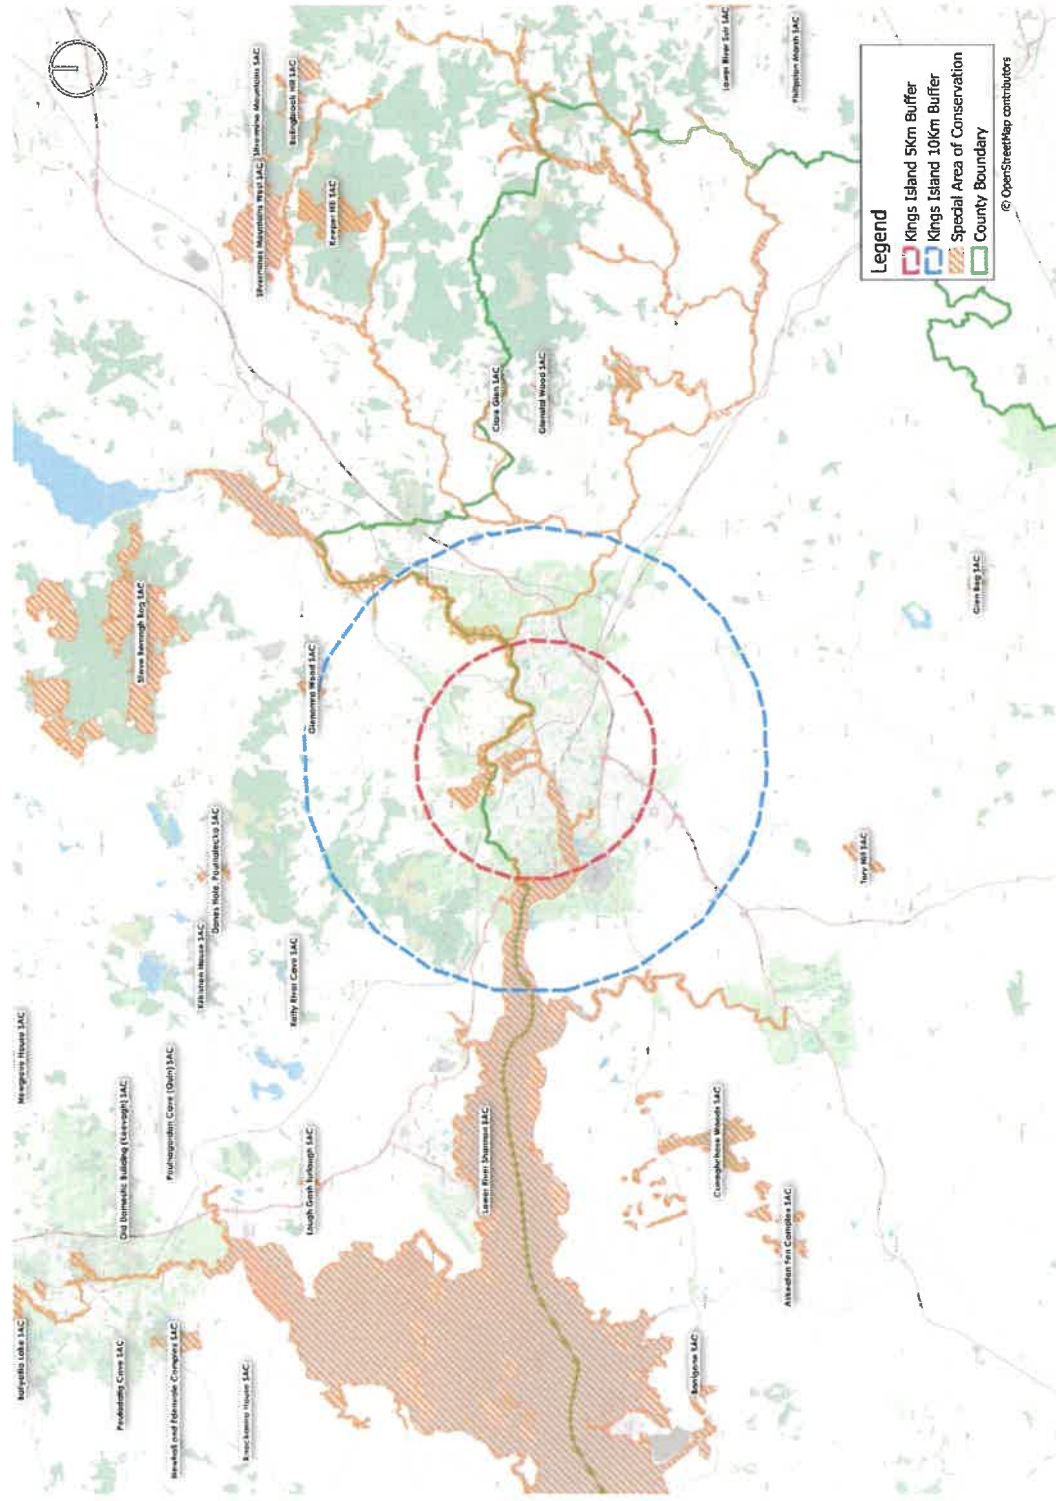 Newgrove House SAC
Ballyallia Lake SAC
Old Domestic Building (Keevagh) SAC
Poulnagordon Cave (Quin) SAC
Pouladatig Cave SAC
Newhall and Edenvale Complex SAC
Knockanira House SAC
Lough Gash Turlough SAC
Kilkishen House SAC
Danes Hole, Poulnalecka SAC
Ratty River Cave SAC
Slieve Bernagh Bog SAC
Glenomra Wood SAC
Silvermines Mountains West SAC
Silvermine Mountains SAC
Bolingbrook Hill SAC
Keeper Hill SAC
Clare Glen SAC
Glenstal Wood SAC
Lower River Suir SAC
Philipston Marsh SAC
Lower River Shannon SAC
Barrigone SAC
Curraghchase Woods SAC
Askeaton Fen Complex SAC
Tory Hill SAC
Glen Bog SAC
Legend
Kings Island 5Km Buffer
Kings Island 10Km Buffer
Special Area of Conservation
County Boundary
(c) OpenStreetMap contributors